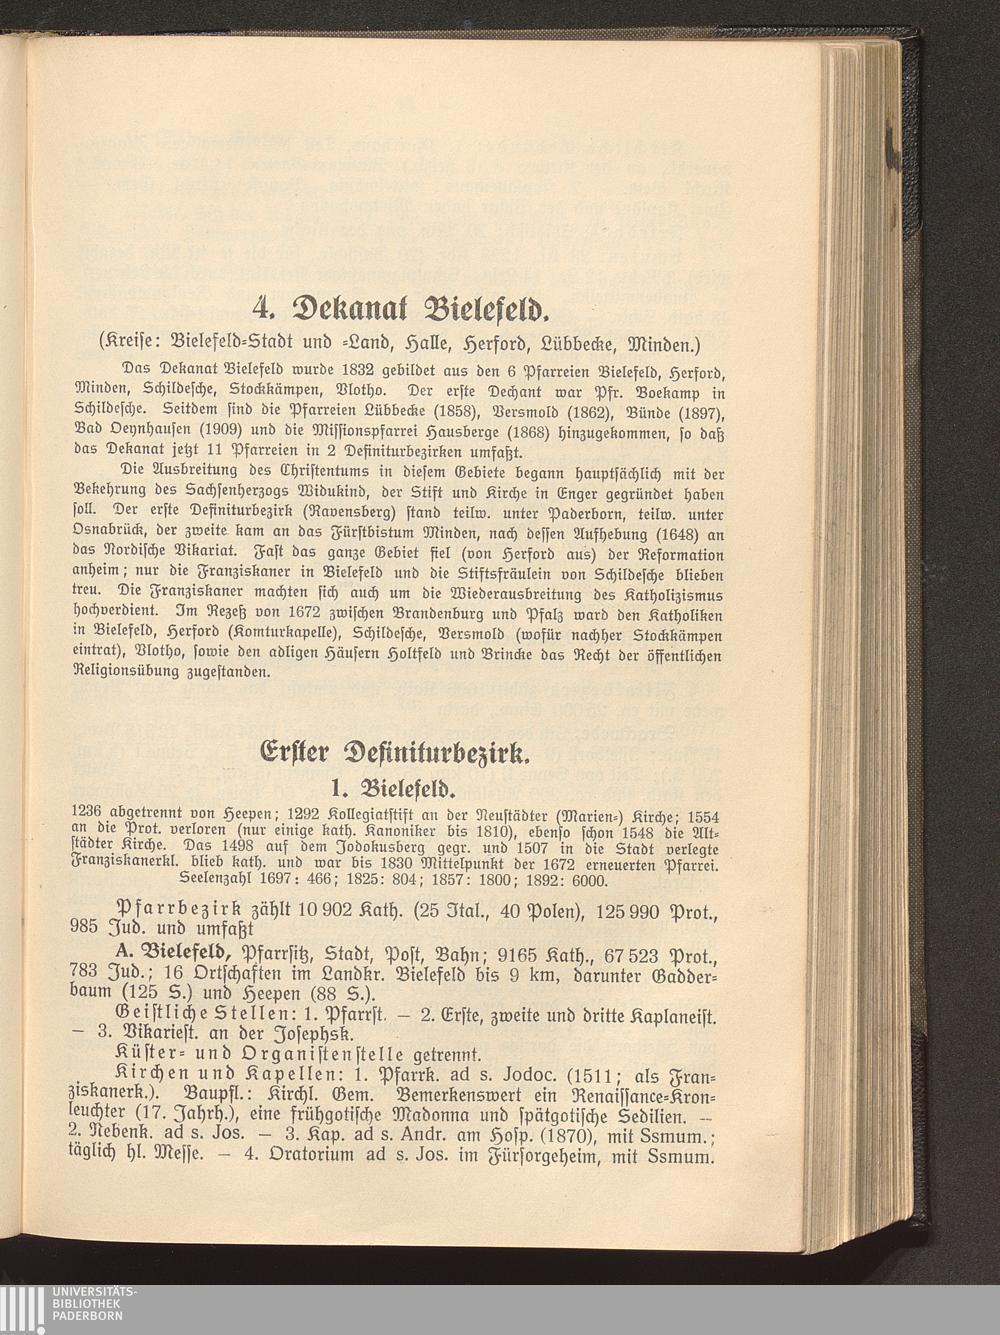 4. Dekanat Bielefeld.
(Kreise: Bielefeld-Stadt und -Land, Halle, Herford, Lübbecke, Minden.)
Das Dekanat Bielefeld wurde 1832 gebildet aus den 6 Pfarreien Bielefeld, Herford,
Minden, Schildesche, Stockkämpen, Vlotho. Der erste Dechant war Pfr. Boekamp in
Schildesche. Seitdem sind die Pfarreien Lübbecke (1858), Versmold (1862), Bünde (1897),
Bad Oeynhausen (1909) und die Missionspfarrei Hausberge (1868) hinzugekommen, so daß
das Dekanat jetzt 11 Pfarreien in 2 Definiturbezirken umfaßt.
Die Ausbreitung des Christentums in diesem Gebiete begann hauptsächlich mit der
Bekehrung des Sachsenherzogs Widukind, der Stift und Kirche in Enger gegründet haben
soll. Der erste Definiturbezirk (Ravensberg) stand teilw. unter Paderborn, teilw. unter
Osnabrück, der zweite kam an das Fürstbistum Minden, nach dessen Aufhebung (1648) an
das Nordische Vikariat. Fast das ganze Gebiet fiel (von Herford aus) der Reformation
anheim; nur die Franziskaner in Bielefeld und die Stiftsfräulein von Schildesche blieben
treu. Die Franziskaner machten sich auch um die Wiederausbreitung des Katholizismus
hochverdient. Im Rezeß von 1672 zwischen Brandenburg und Pfalz ward den Katholiken
in Bielefeld, Herford (Komturkapelle), Schildesche, Versmold (wofür nachher Stockkämpen
eintrat), Vlotho, sowie den adligen Häusern Holtfeld und Brincke das Recht der öffentlichen
Religionsübung zugestanden.
Erster Definiturbezirk.
1. Bielefeld.
1236 abgetrennt von Heepen; 1292 Kollegiatstift an der Neustädter (Marien-) Kirche; 1554
an die Prot. verloren (nur einige kath. Kanoniker bis 1810), ebenso schon 1548 die Alt-
städter Kirche. Das 1498 auf dem Jodokusberg gegr. und 1507 in die Stadt verlegte
Franziskanerkl. blieb kath. und war bis 1830 Mittelpunkt der 1672 erneuerten Pfarrei.
Seelenzahl 1697: 466; 1825: 804; 1857: 1800; 1892: 6000.
Pfarrbezirk zählt 10 902 Kath. (25 Ital., 40 Polen), 125 990 Prot.,
985 Jud. und umfaßt
A. Bielefeld, Pfarrsitz, Stadt, Post, Bahn; 9165 Kath., 67 523 Prot.,
783 Jud.; 16 Ortschaften im Landkr. Bielefeld bis 9 km, darunter Gadder-
baum (125 S.) und Heepen (88 S.).
Geistliche Stellen: 1. Pfarrst. — 2. Erste, zweite und dritte Kaplaneist.
— 3. Vikariest. an der Josephsk.
Küster- und Organistenstelle getrennt.
Kirchen und Kapellen: 1. Pfarrk. ad s. Jodoc. (1511; als Fran-
ziskanerk.). Baupfl.: Kirchl. Gem. Bemerkenswert ein Renaissance-Kron-
leuchter (17. Jahrh.), eine frühgotische Madonna und spätgotische Sedilien. —
2. Nebenk. ad s. Jos. — 3. Kap. ad s. Andr. am Hosp. (1870), mit Ssmum.;
täglich hl. Messe. — 4. Oratorium ad s. Jos. im Fürsorgeheim, mit Ssmum.
UNIVERSITÄTS-
BIBLIOTHEK
PADERBORN